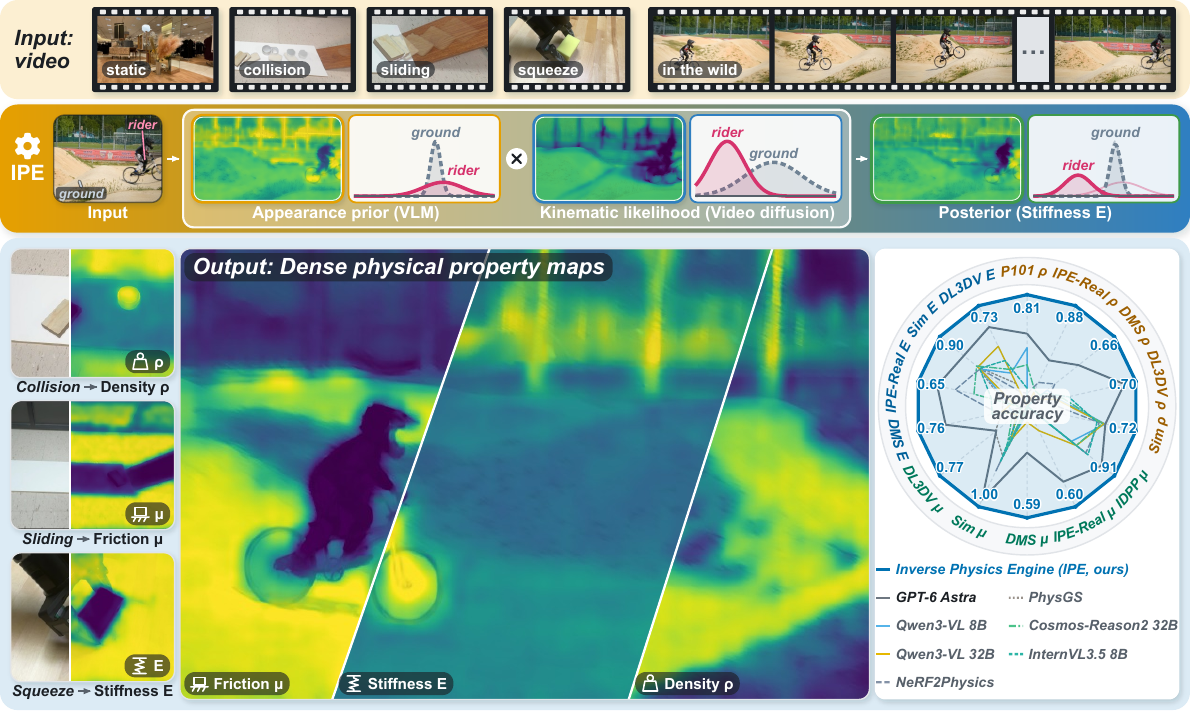 Input:
video
static
collision
sliding
squeeze
in the wild
...
IPE
rider
ground
Input
ground
rider
Appearance prior (VLM)
×
rider
ground
Kinematic likelihood (Video diffusion)
ground
rider
Posterior (Stiffness E)
ρ
Collision → Density ρ
μ
Sliding → Friction μ
E
Squeeze → Stiffness E
Output: Dense physical property maps
Friction μ
Stiffness E
Density ρ
P101 ρ
IPE-Real ρ
DMS ρ
DL3DV ρ
Sim ρ
IDPP μ
IPE-Real μ
DMS μ
Sim μ
DL3DV μ
DMS E
IPE-Real E
Sim E
DL3DV E
0.81
0.88
0.66
0.70
0.72
0.91
0.60
0.59
1.00
0.77
0.76
0.65
0.90
0.73
Property
accuracy
Inverse Physics Engine (IPE, ours)
GPT-6 Astra
PhysGS
Qwen3-VL 8B
Cosmos-Reason2 32B
Qwen3-VL 32B
InternVL3.5 8B
NeRF2Physics